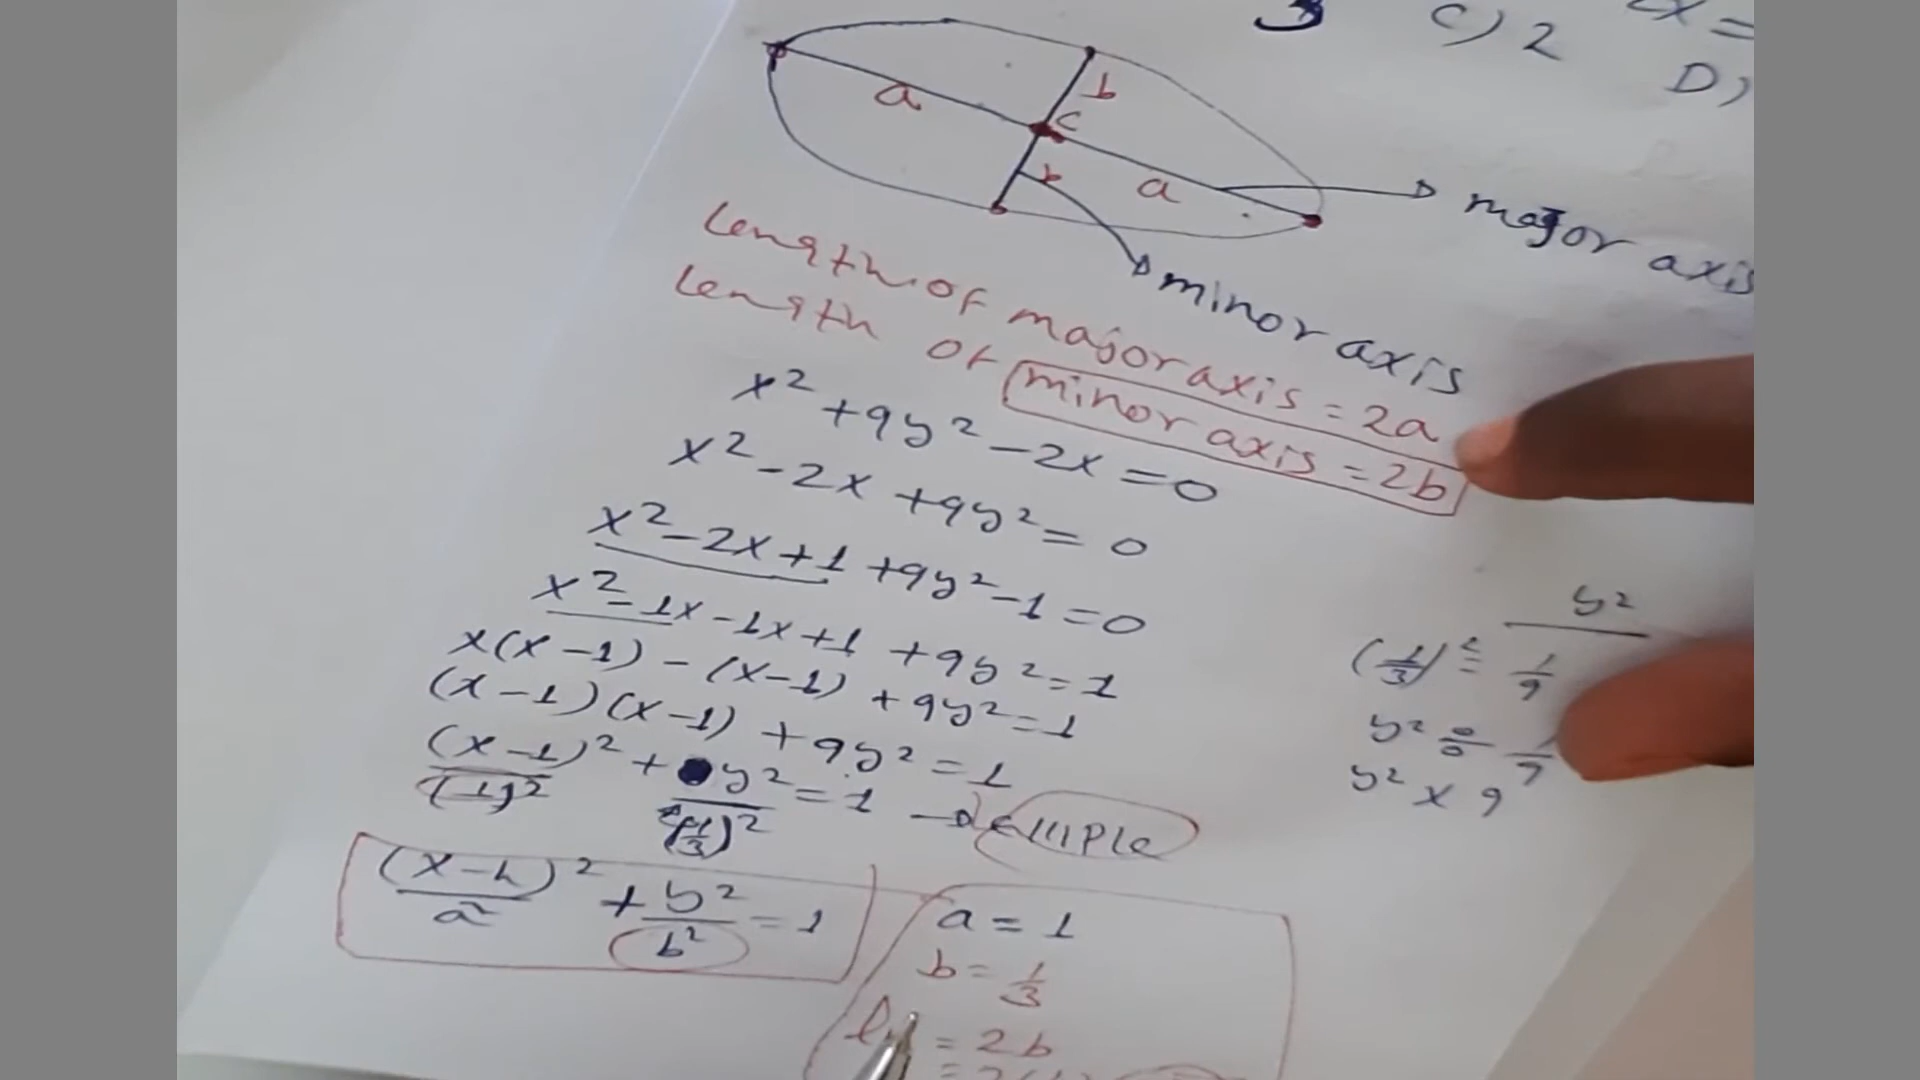 C) 2
D)
a
b
c
b
a
major axis
minor axis
length of major axis = 2a
length of minor axis = 2b
x² + 9y² - 2x = 0
x² - 2x + 9y² = 0
x² - 2x + 1 + 9y² - 1 = 0
x² - 1x - 1x + 1 + 9y² = 1
x(x - 1) - (x - 1) + 9y² = 1
(x - 1)(x - 1) + 9y² = 1
(x - 1)²/(1)² + y²/(1/3)² = 1 → elliple
(x - h)²/a² + y²/b² = 1
a = 1
b = 1/3
= 2b
y²
(1/3)² = 1/9
y² ÷ 1/9
y² x 9